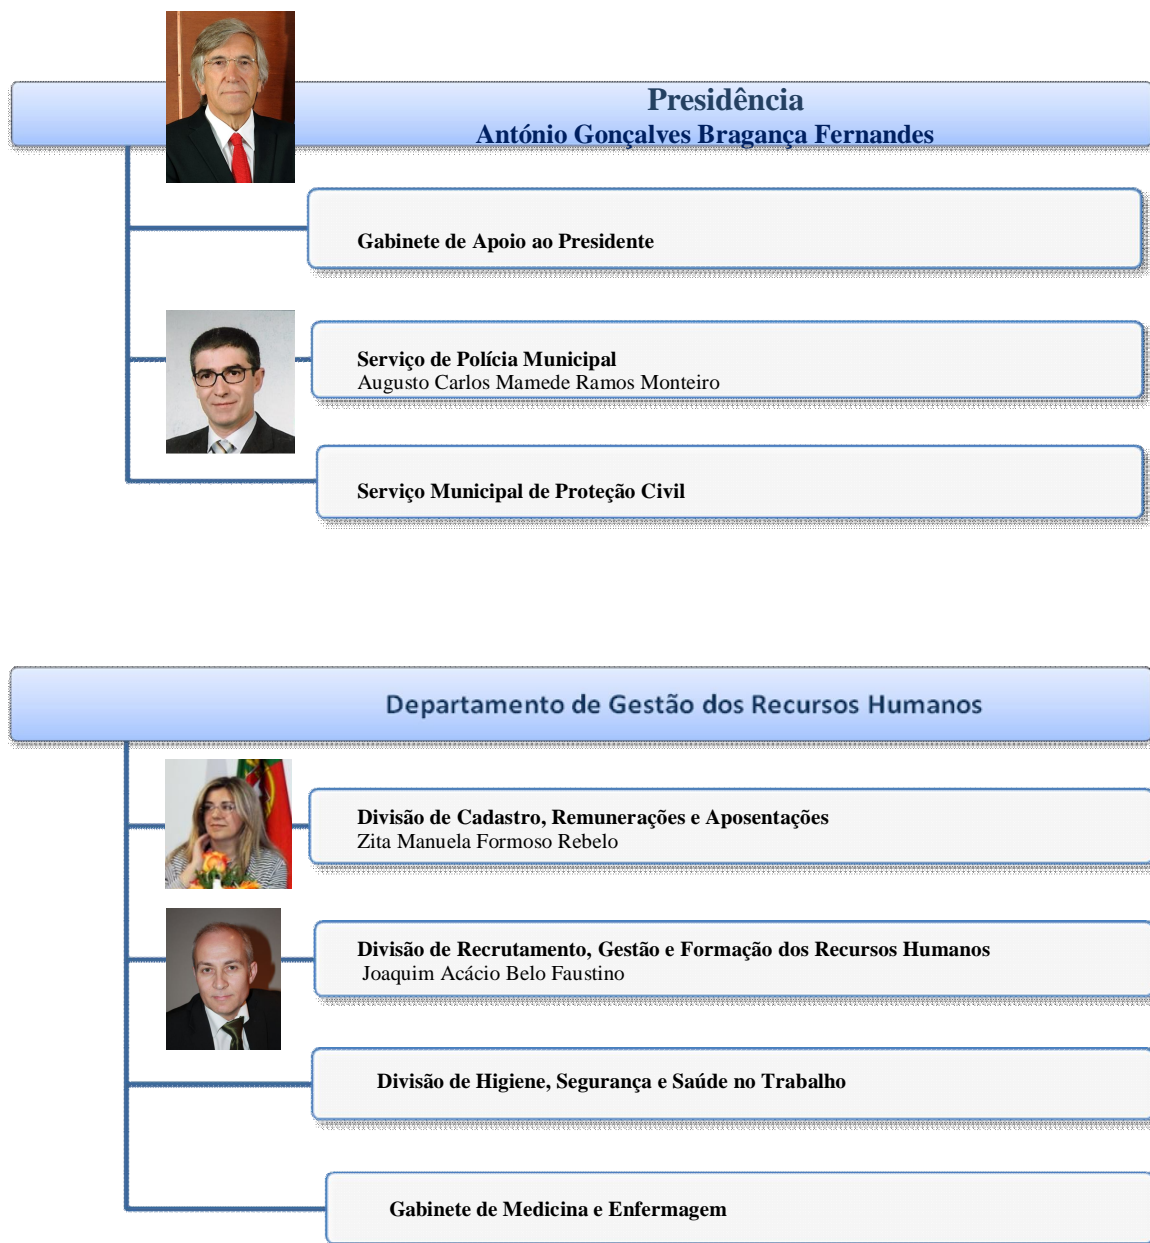 Presidência
António Gonçalves Bragança Fernandes
Gabinete de Apoio ao Presidente
Serviço de Polícia Municipal
Augusto Carlos Mamede Ramos Monteiro
Serviço Municipal de Proteção Civil
Departamento de Gestão dos Recursos Humanos
Divisão de Cadastro, Remunerações e Aposentações
Zita Manuela Formoso Rebelo
Divisão de Recrutamento, Gestão e Formação dos Recursos Humanos
Joaquim Acácio Belo Faustino
Divisão de Higiene, Segurança e Saúde no Trabalho
Gabinete de Medicina e Enfermagem